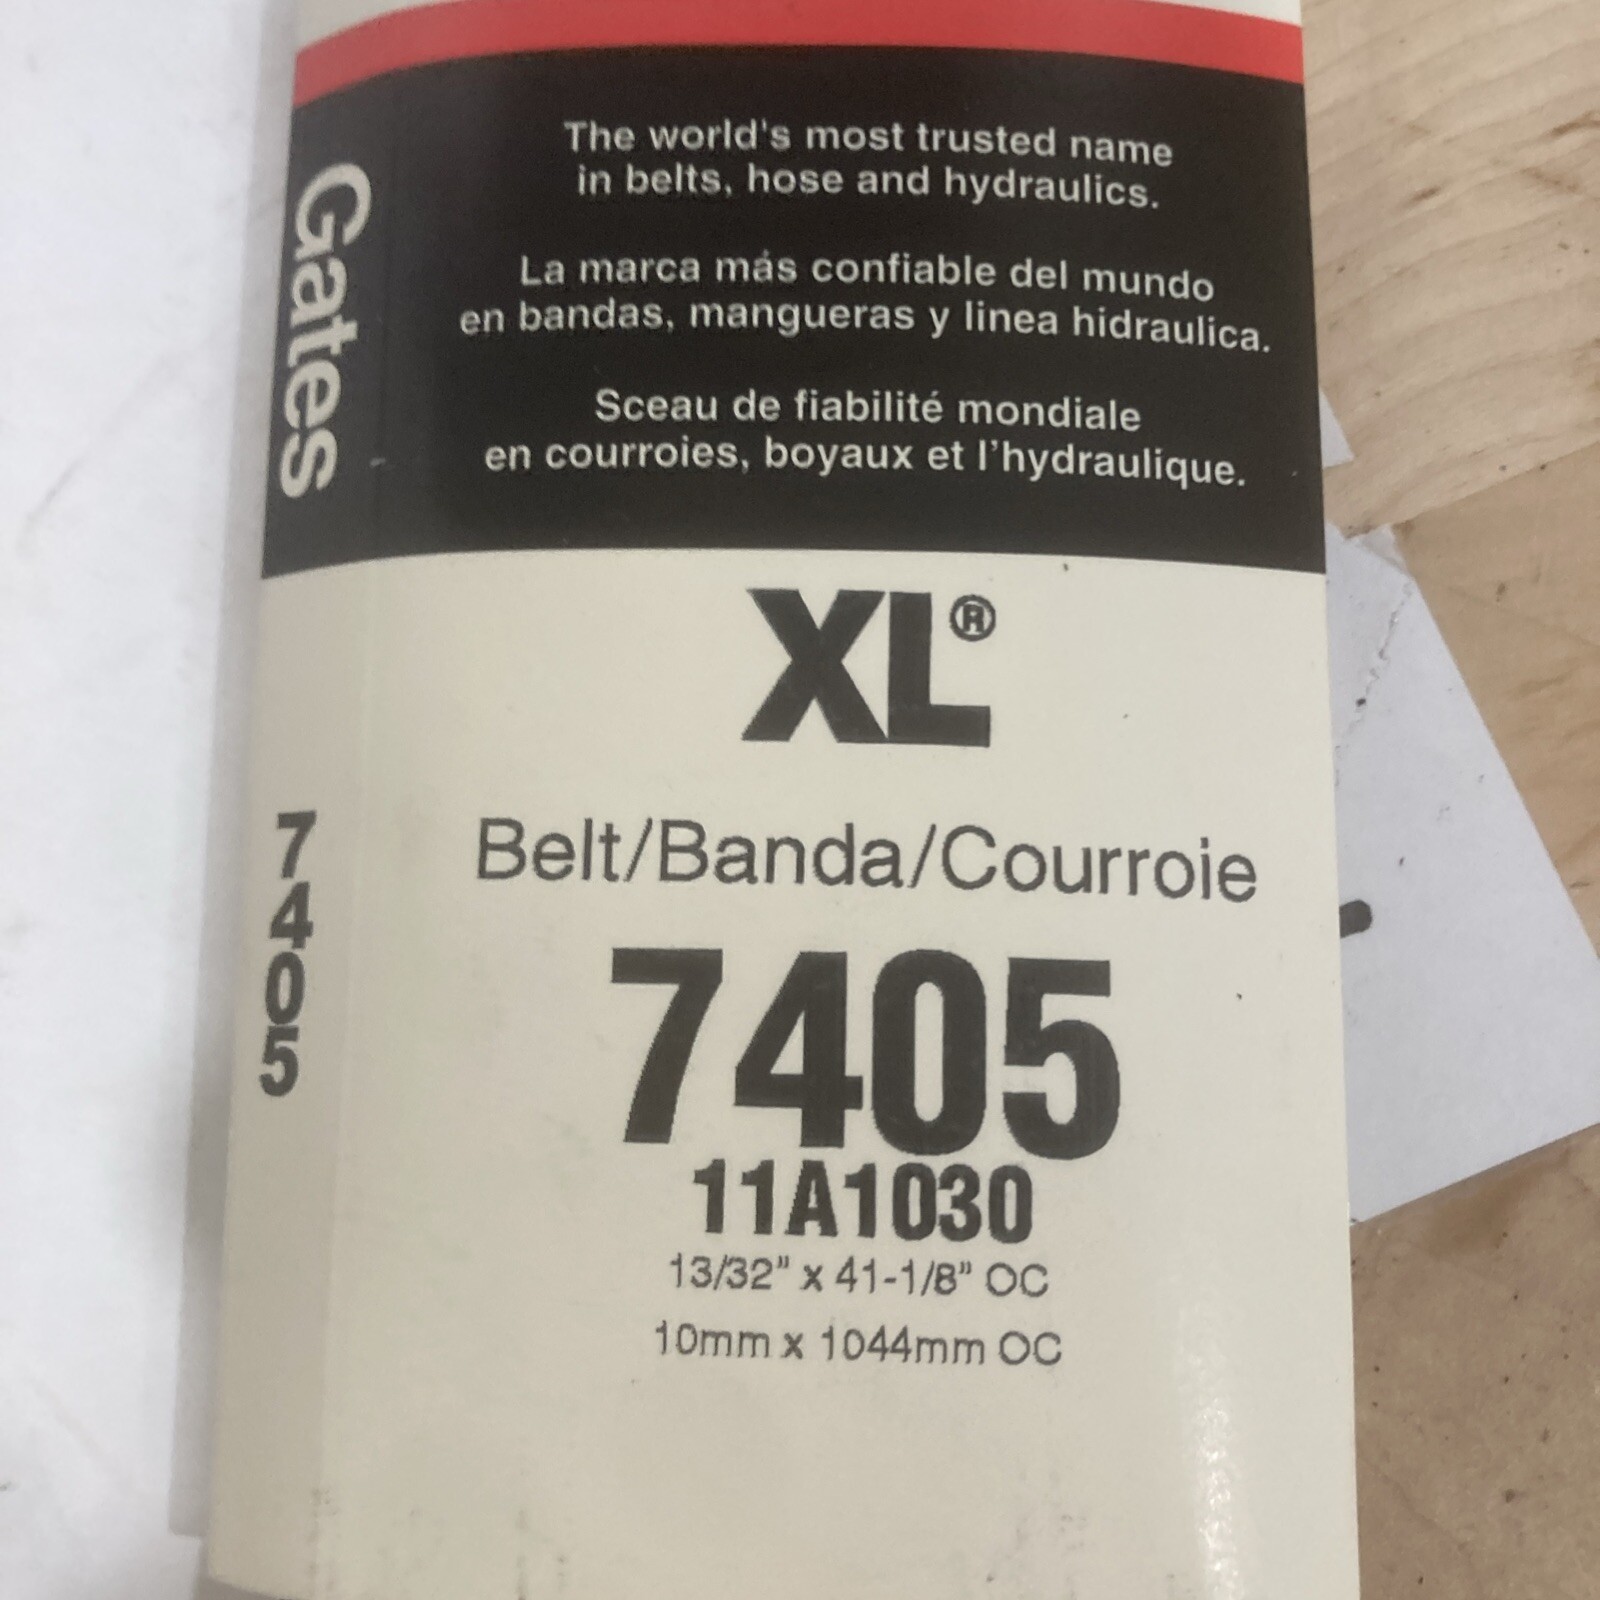 Gates
The world's most trusted name
in belts, hose and hydraulics.
La marca más confiable del mundo
en bandas, mangueras y linea hidraulica.
Sceau de fiabilité mondiale
en courroies, boyaux et l'hydraulique.
XL®
Belt/Banda/Courroie
7405
7405
11A1030
13/32" x 41-1/8" OC
10mm x 1044mm OC